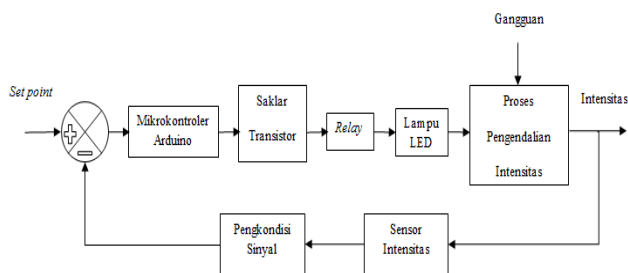 Gangguan
Set point
Mikrokontroler
Arduino
Saklar
Transistor
Relay
Lampu
LED
Proses
Pengendalian
Intensitas
Intensitas
Pengkondisi
Sinyal
Sensor
Intensitas